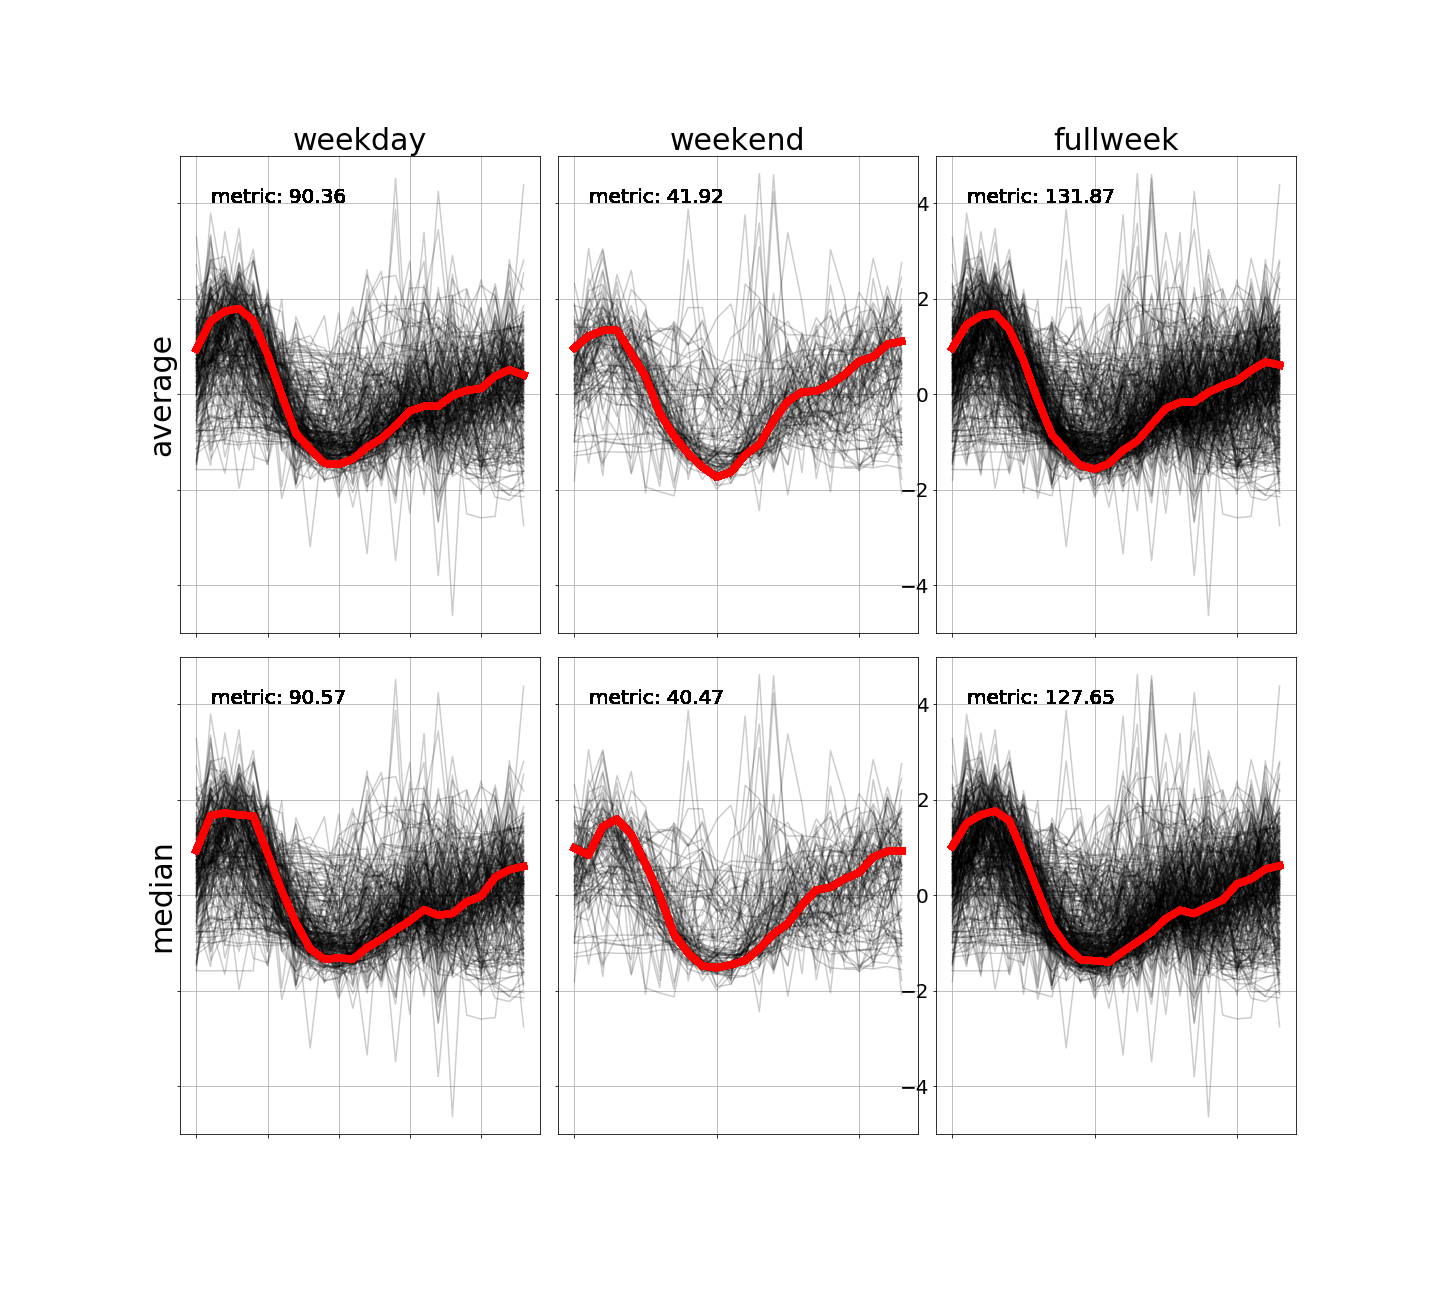 weekday weekend fullweek
average
metric: 90.36
metric: 41.92
metric: 131.87
4
2
0
−2
−4
median
metric: 90.57
metric: 40.47
metric: 127.65
4
2
0
−2
−4